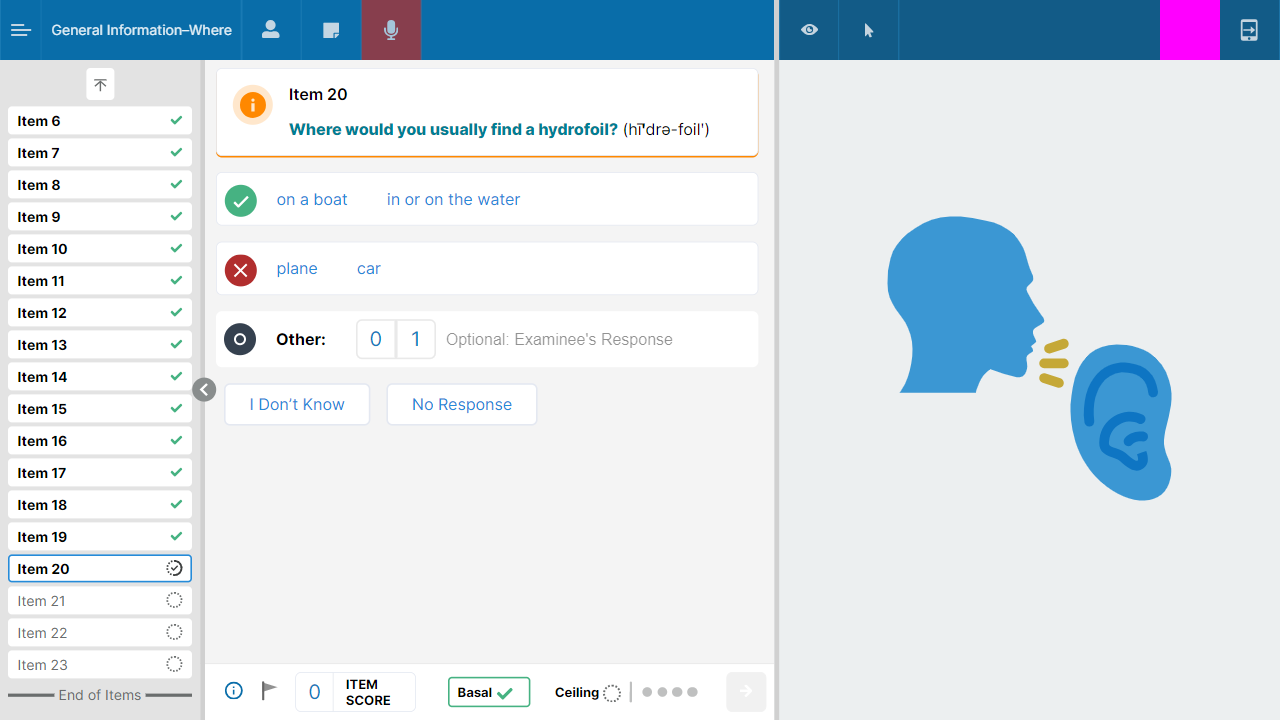 General Information–Where
Item 6
Item 7
Item 8
Item 9
Item 10
Item 11
Item 12
Item 13
Item 14
Item 15
Item 16
Item 17
Item 18
Item 19
Item 20
Item 21
Item 22
Item 23
End of Items
Item 20
Where would you usually find a hydrofoil? (hī′drə-foil′)
on a boat in or on the water
plane car
Other: 0 1 Optional: Examinee's Response
I Don't Know No Response
0 ITEM SCORE Basal Ceiling